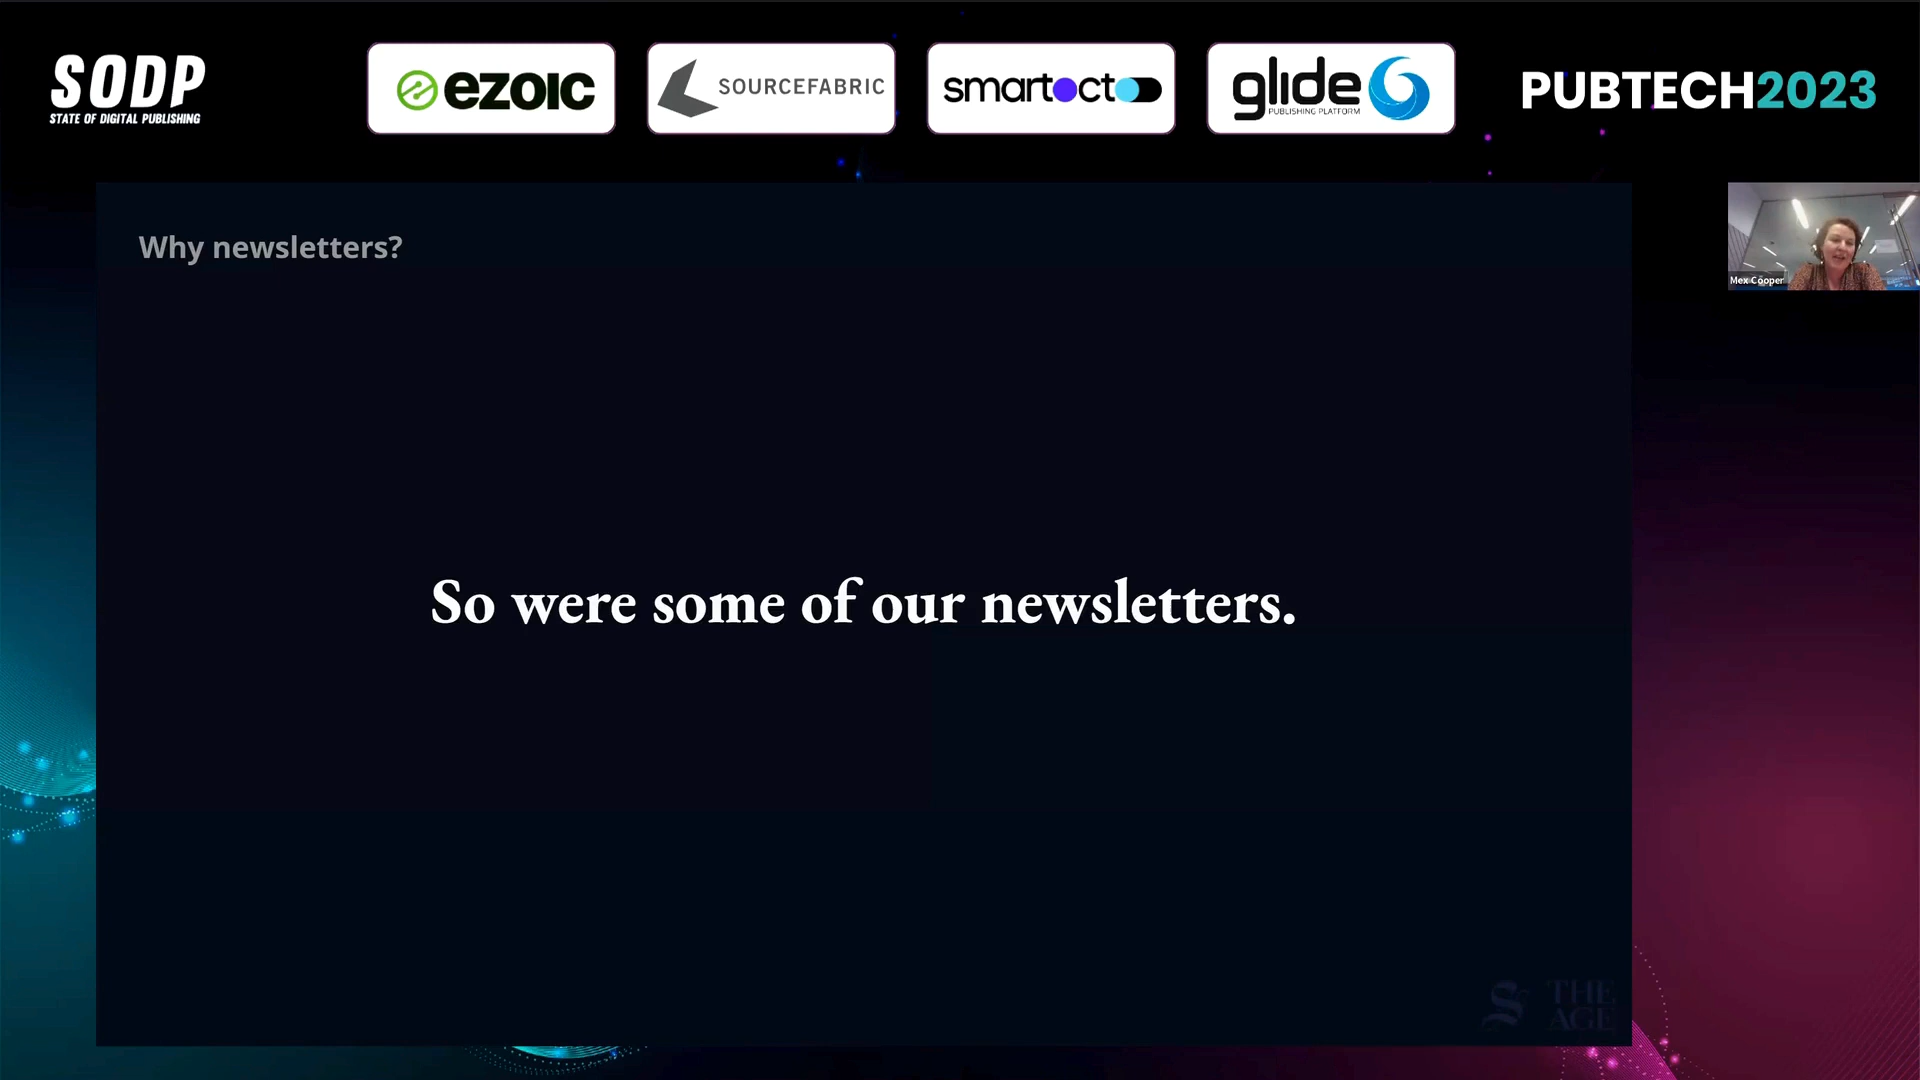 SODP
STATE OF DIGITAL PUBLISHING
ezoic
SOURCEFABRIC
smartocto
glide
PUBLISHING PLATFORM
PUBTECH2023
Why newsletters?
Mex Cooper
So were some of our newsletters.
S
THE
AGE